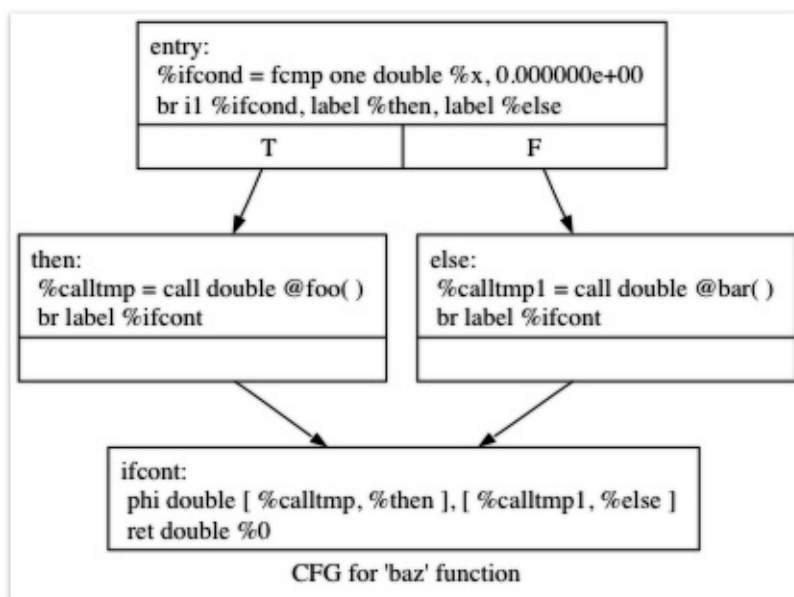 entry:
%ifcond = fcmp one double %x, 0.000000e+00
br i1 %ifcond, label %then, label %else
T
F
then:
%calltmp = call double @foo( )
br label %ifcont
else:
%calltmp1 = call double @bar( )
br label %ifcont
ifcont:
phi double [ %calltmp, %then ], [ %calltmp1, %else ]
ret double %0
CFG for 'baz' function